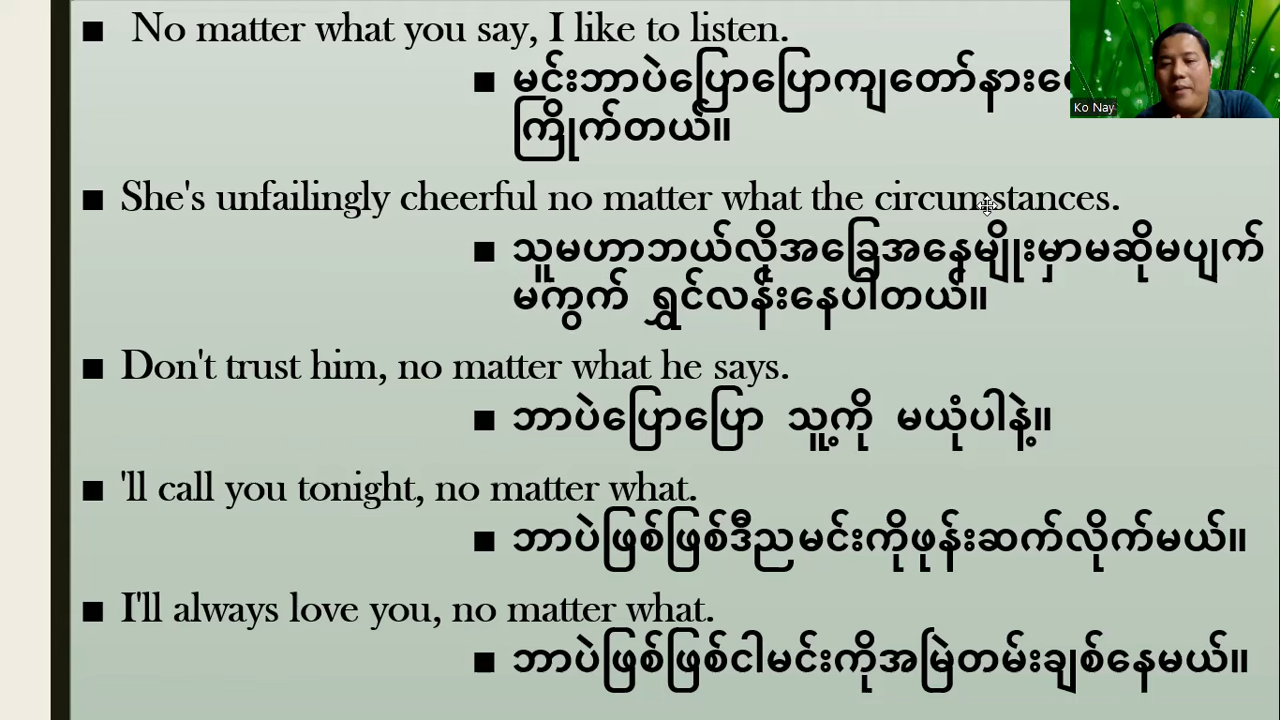 No matter what you say, I like to listen.
မင်းဘာပဲပြောပြောကျတော်နား
ကြိုက်တယ်။
She's unfailingly cheerful no matter what the circumstances.
သူမဟာဘယ်လိုအခြေအနေမျိုးမှာမဆိုမပျက်
မကွက် ရွှင်လန်းနေပါတယ်။
Don't trust him, no matter what he says.
ဘာပဲပြောပြော သူ့ကို မယုံပါနဲ့။
'll call you tonight, no matter what.
ဘာပဲဖြစ်ဖြစ်ဒီညမင်းကိုဖုန်းဆက်လိုက်မယ်။
I'll always love you, no matter what.
ဘာပဲဖြစ်ဖြစ်ငါမင်းကိုအမြဲတမ်းချစ်နေမယ်။
Ko Nay